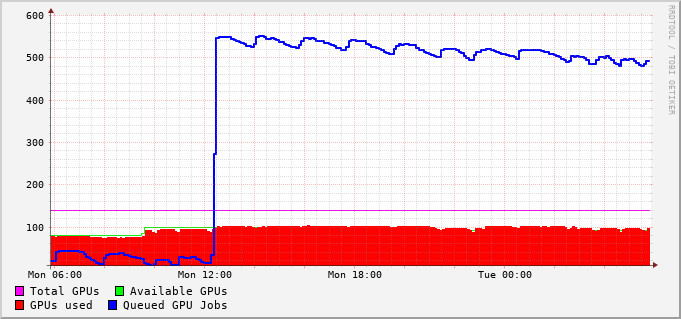 600
500
400
300
200
100
Mon 06:00 Mon 12:00 Mon 18:00 Tue 00:00
Total GPUs Available GPUs
GPUs used Queued GPU Jobs
RRDTOOL / TOBI OETIKER